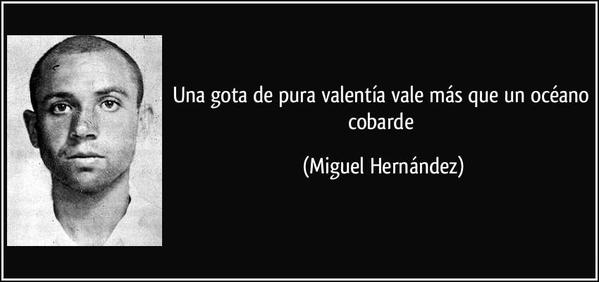 Una gota de pura valentía vale más que un océano
cobarde
(Miguel Hernández)